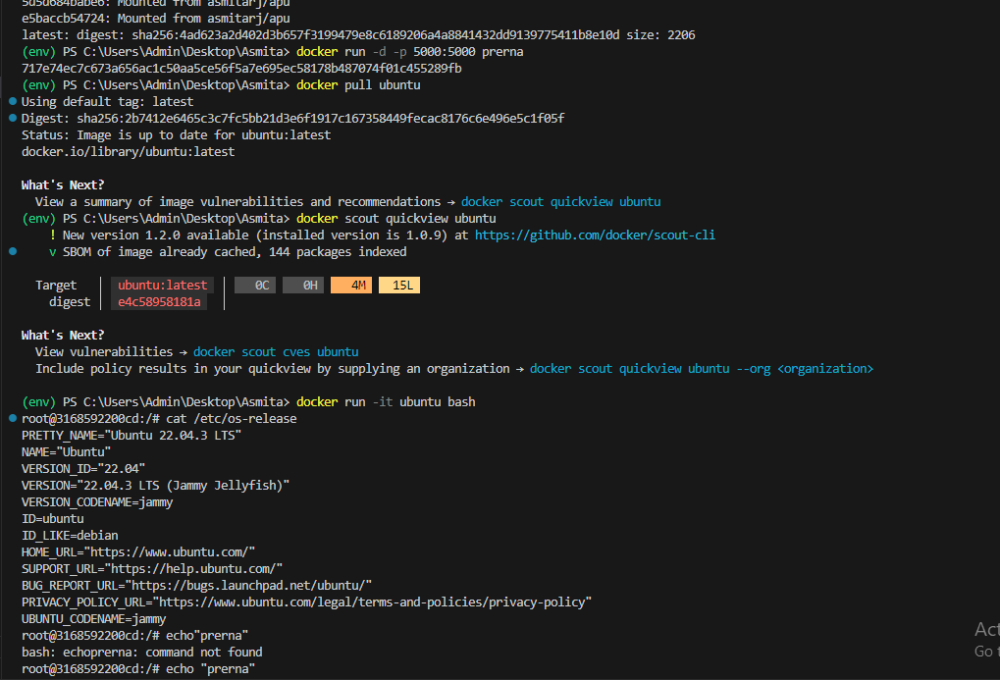 5d5d684babe6: Mounted from asmitarj/apu
e5baccb54724: Mounted from asmitarj/apu
latest: digest: sha256:4ad623a2d402d3b657f3199479e8c6189206a4a8841432dd9139775411b8e10d size: 2206
(env) PS C:\Users\Admin\Desktop\Asmita> docker run -d -p 5000:5000 prerna
717e74ec7c673a656ac1c50aa5ce56f5a7e695ec58178b487074f01c455289fb
(env) PS C:\Users\Admin\Desktop\Asmita> docker pull ubuntu
Using default tag: latest
Digest: sha256:2b7412e6465c3c7fc5bb21d3e6f1917c167358449fecac8176c6e496e5c1f05f
Status: Image is up to date for ubuntu:latest
docker.io/library/ubuntu:latest
What's Next?
View a summary of image vulnerabilities and recommendations → docker scout quickview ubuntu
(env) PS C:\Users\Admin\Desktop\Asmita> docker scout quickview ubuntu
! New version 1.2.0 available (installed version is 1.0.9) at https://github.com/docker/scout-cli
v SBOM of image already cached, 144 packages indexed
Target │ ubuntu:latest │ 0C 0H 4M 15L
digest │ e4c58958181a │
What's Next?
View vulnerabilities → docker scout cves ubuntu
Include policy results in your quickview by supplying an organization → docker scout quickview ubuntu --org <organization>
(env) PS C:\Users\Admin\Desktop\Asmita> docker run -it ubuntu bash
root@3168592200cd:/# cat /etc/os-release
PRETTY_NAME="Ubuntu 22.04.3 LTS"
NAME="Ubuntu"
VERSION_ID="22.04"
VERSION="22.04.3 LTS (Jammy Jellyfish)"
VERSION_CODENAME=jammy
ID=ubuntu
ID_LIKE=debian
HOME_URL="https://www.ubuntu.com/"
SUPPORT_URL="https://help.ubuntu.com/"
BUG_REPORT_URL="https://bugs.launchpad.net/ubuntu/"
PRIVACY_POLICY_URL="https://www.ubuntu.com/legal/terms-and-policies/privacy-policy"
UBUNTU_CODENAME=jammy
root@3168592200cd:/# echo"prerna"
bash: echoprerna: command not found
root@3168592200cd:/# echo "prerna"
Act
Go t